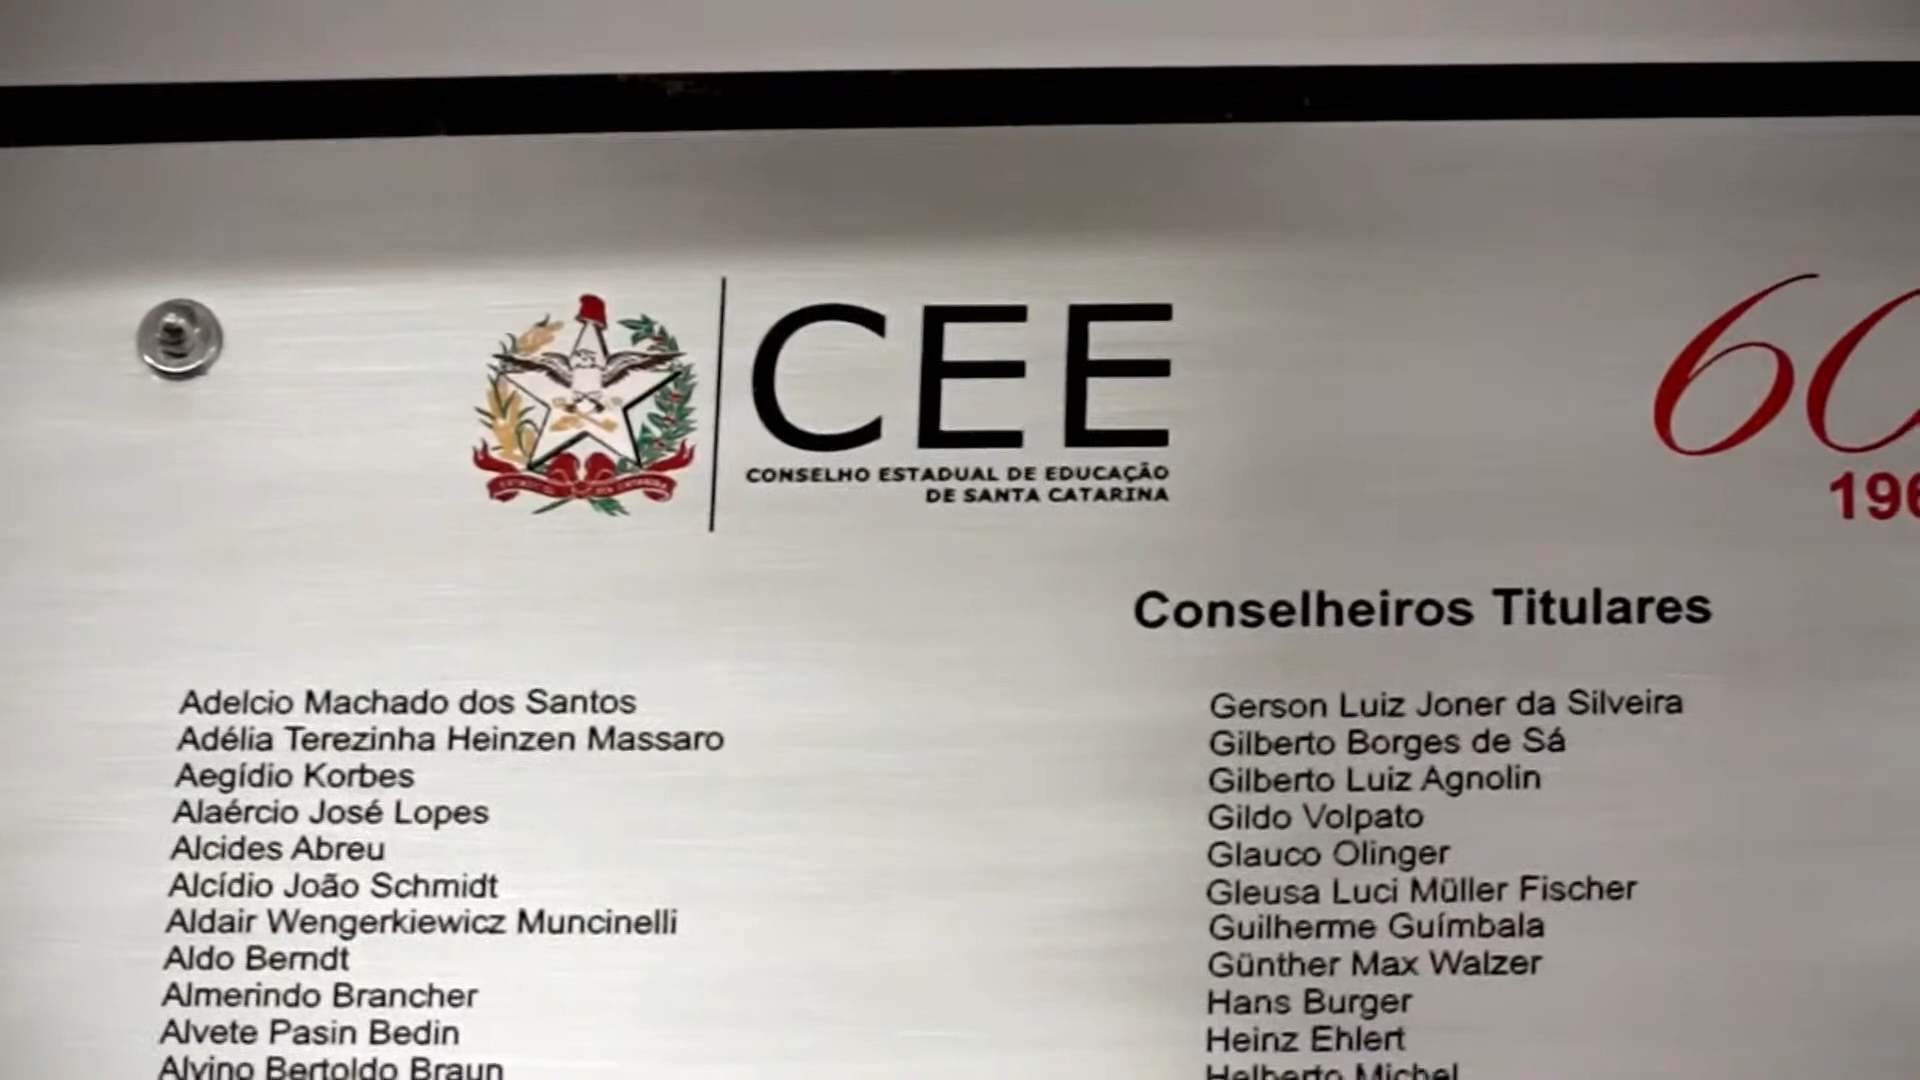 CEE
CONSELHO ESTADUAL DE EDUCAÇÃO
DE SANTA CATARINA
60
196
Conselheiros Titulares
Adelcio Machado dos Santos
Adélia Terezinha Heinzen Massaro
Aegídio Korbes
Alaércio José Lopes
Alcides Abreu
Alcídio João Schmidt
Aldair Wengerkiewicz Muncinelli
Aldo Berndt
Almerindo Brancher
Alvete Pasin Bedin
Alvino Bertoldo Braun
Gerson Luiz Joner da Silveira
Gilberto Borges de Sá
Gilberto Luiz Agnolin
Gildo Volpato
Glauco Olinger
Gleusa Luci Müller Fischer
Guilherme Guímbala
Günther Max Walzer
Hans Burger
Heinz Ehlert
Helberto Michel